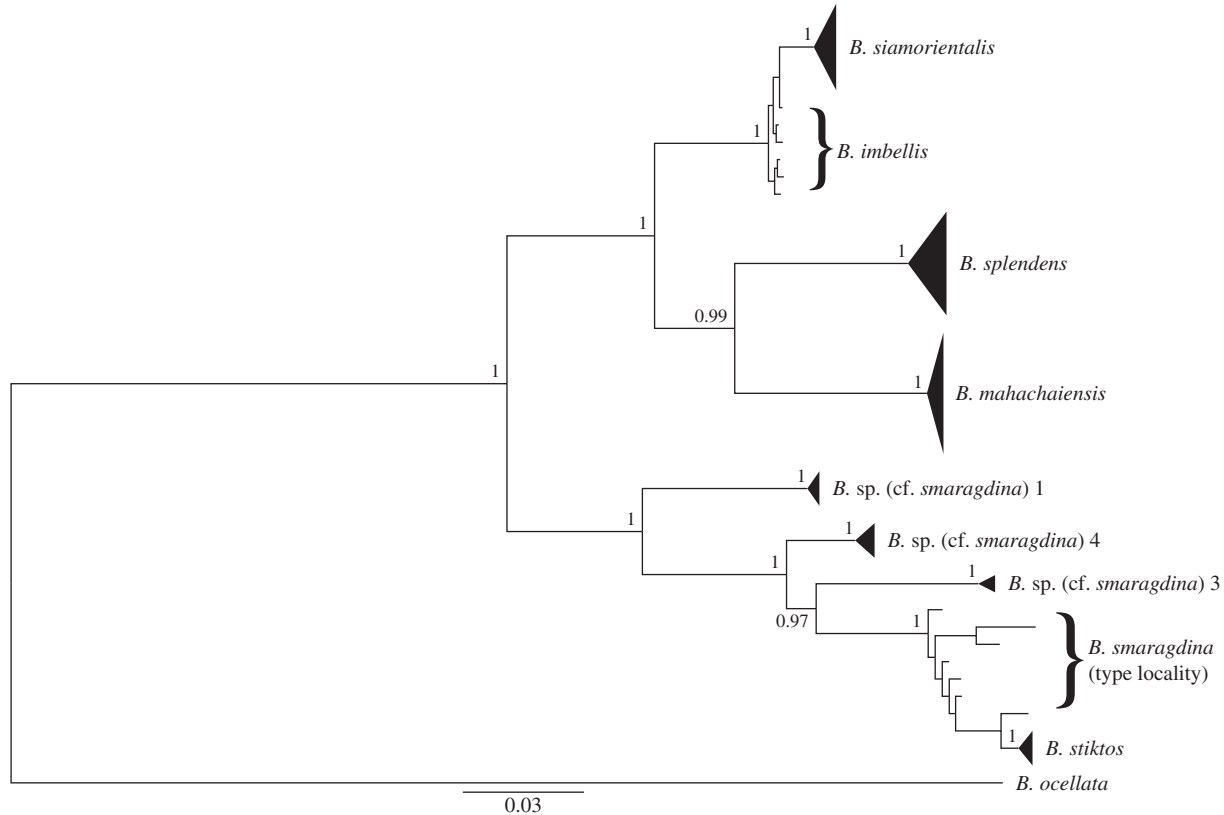 1
B. siamorientalis
1
B. imbellis
1
1
B. splendens
0.99
1
1
B. mahachaiensis
1
B. sp. (cf. smaragdina) 1
1
1
B. sp. (cf. smaragdina) 4
1
1
B. sp. (cf. smaragdina) 3
0.97
1
B. smaragdina
(type locality)
1
B. stiktos
B. ocellata
0.03